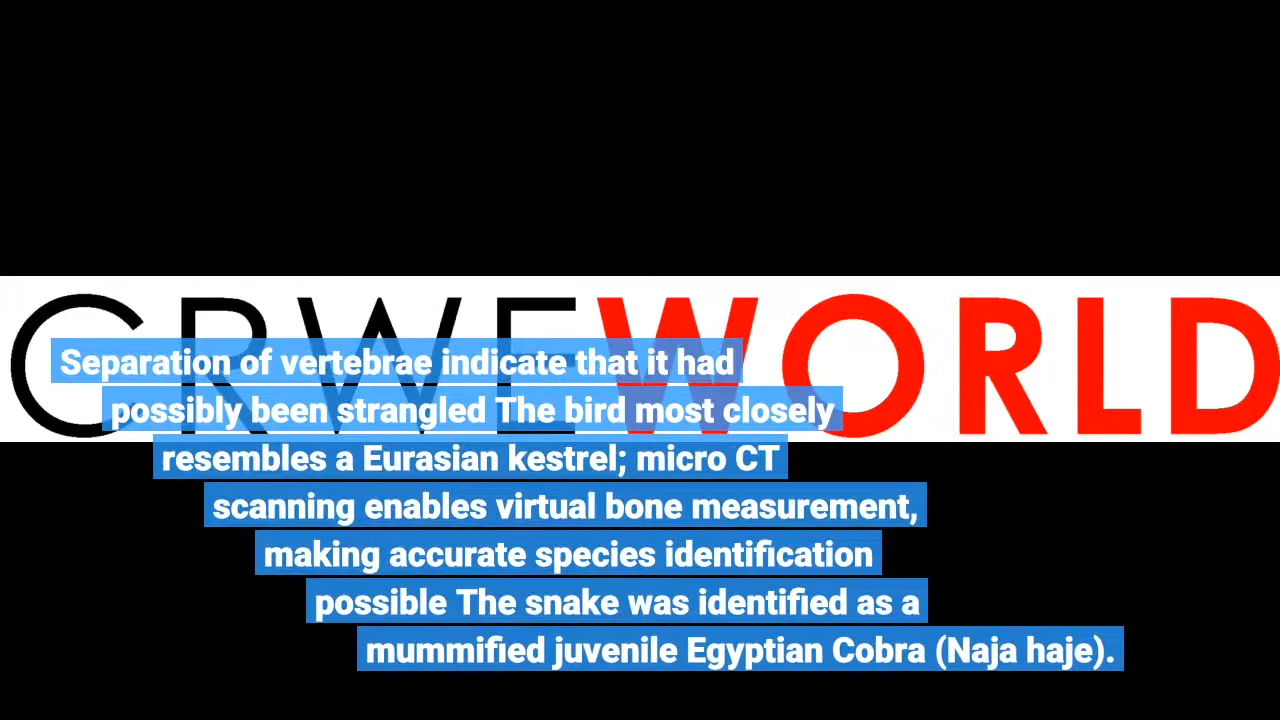 CRWEWORLD
Separation of vertebrae indicate that it had
possibly been strangled The bird most closely
resembles a Eurasian kestrel; micro CT
scanning enables virtual bone measurement,
making accurate species identification
possible The snake was identified as a
mummified juvenile Egyptian Cobra (Naja haje).